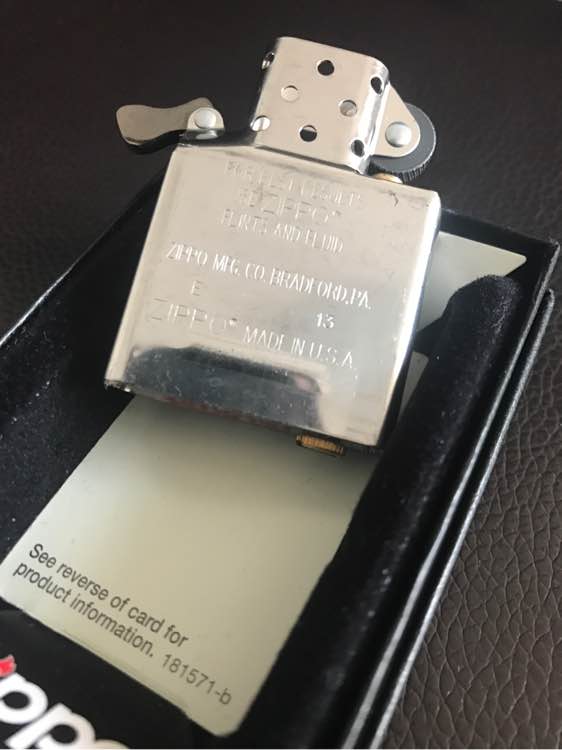 FOR BEST RESULTS
USE ZIPPO®
FLINTS AND FLUID
ZIPPO MFG. CO. BRADFORD, PA.
E 13
ZIPPO® MADE IN U.S.A.
See reverse of card for
product information. 181571-b
zippo